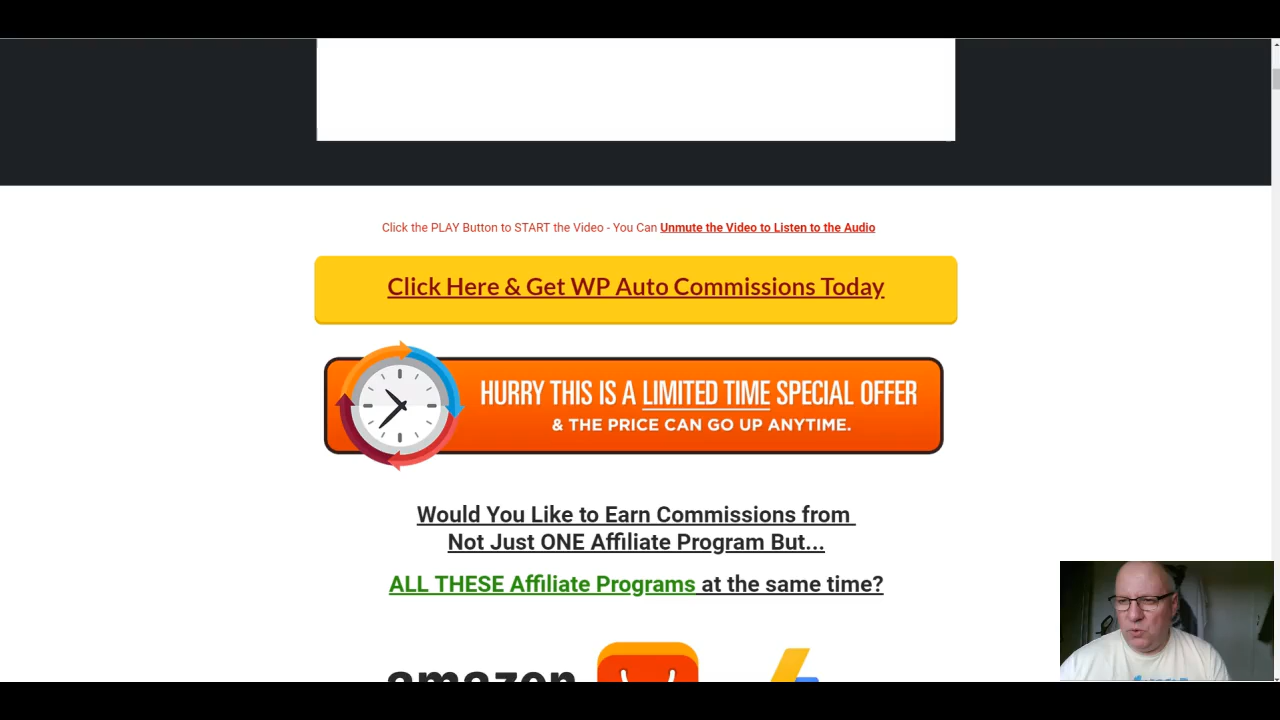 Click the PLAY Button to START the Video - You Can Unmute the Video to Listen to the Audio
Click Here & Get WP Auto Commissions Today
HURRY THIS IS A LIMITED TIME SPECIAL OFFER
& THE PRICE CAN GO UP ANYTIME.
Would You Like to Earn Commissions from
Not Just ONE Affiliate Program But...
ALL THESE Affiliate Programs at the same time?
amazon